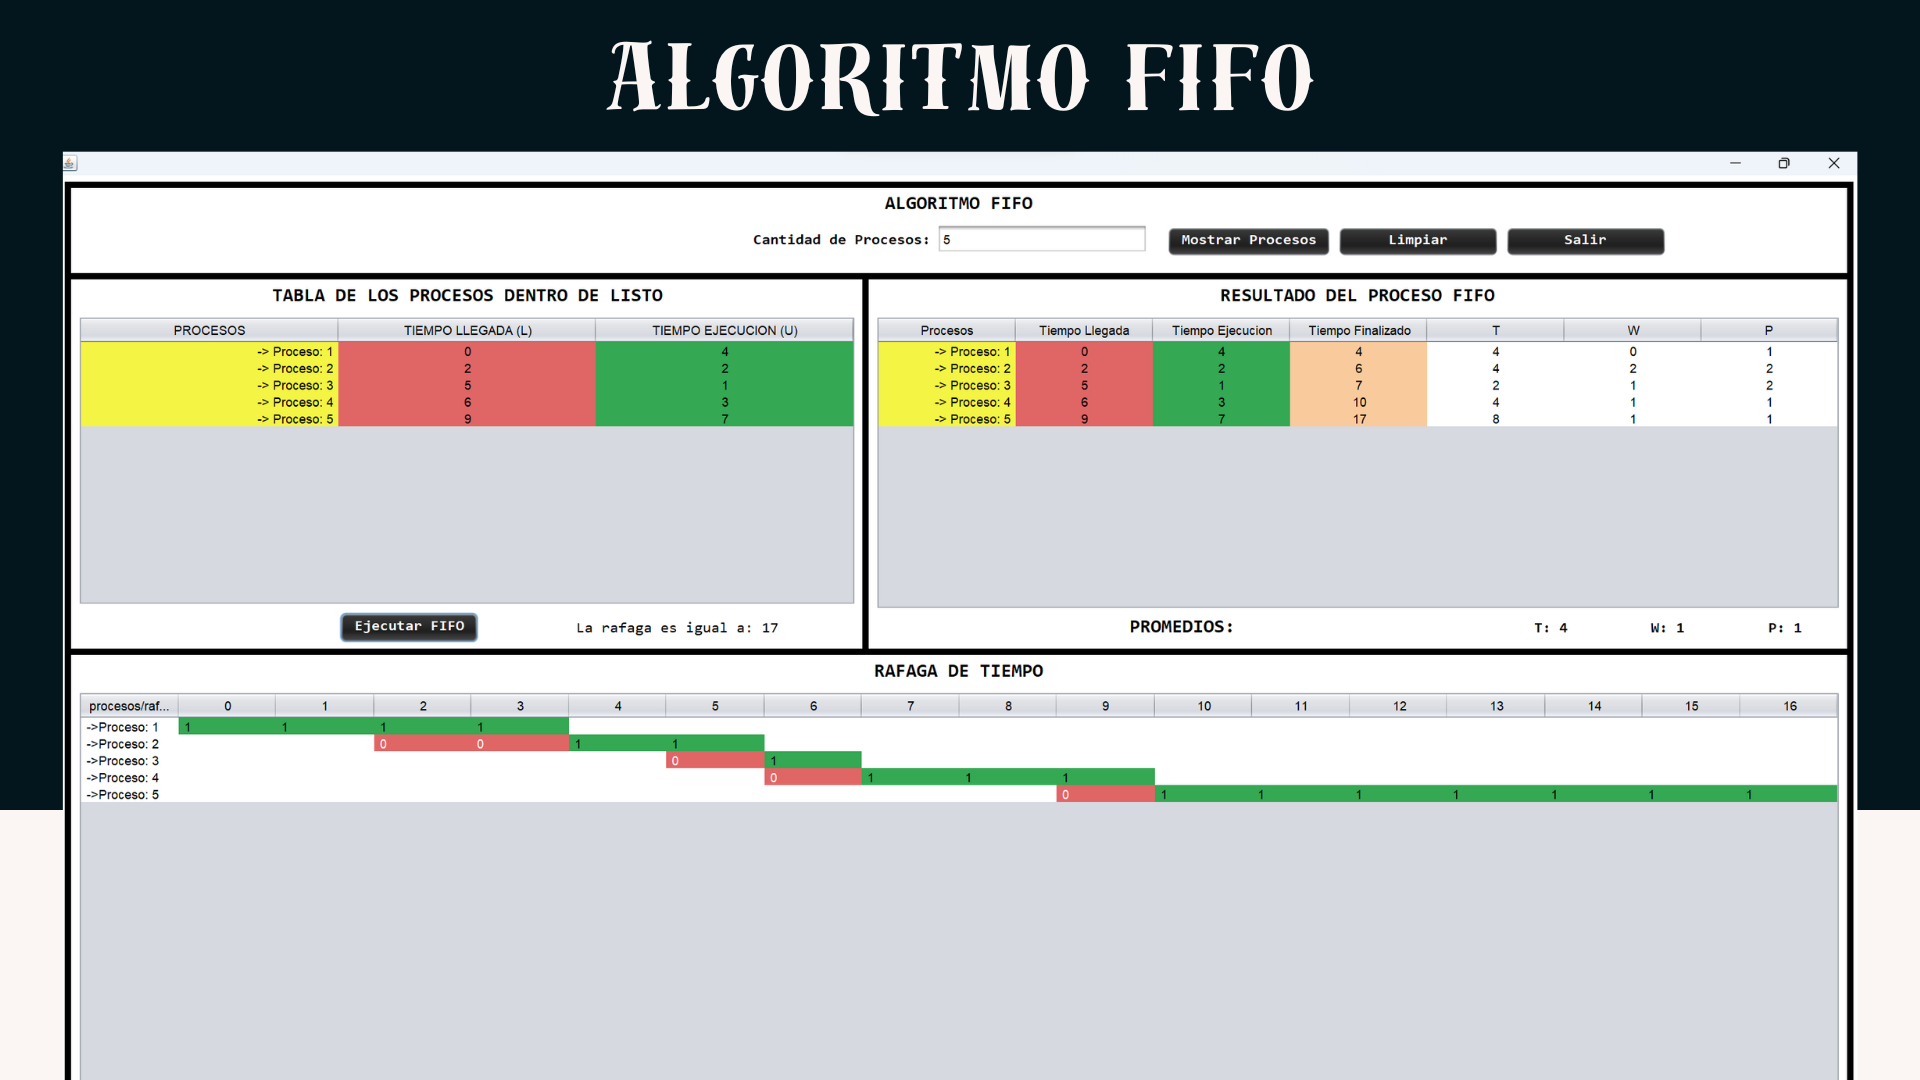 ALGORITMO FIFO
ALGORITMO FIFO
Cantidad de Procesos: 5 Mostrar Procesos Limpiar Salir
TABLA DE LOS PROCESOS DENTRO DE LISTO
PROCESOS TIEMPO LLEGADA (L) TIEMPO EJECUCION (U)
-> Proceso: 1 0 4
-> Proceso: 2 2 2
-> Proceso: 3 5 1
-> Proceso: 4 6 3
-> Proceso: 5 9 7
Ejecutar FIFO La rafaga es igual a: 17
RESULTADO DEL PROCESO FIFO
Procesos Tiempo Llegada Tiempo Ejecucion Tiempo Finalizado T W P
-> Proceso: 1 0 4 4 4 0 1
-> Proceso: 2 2 2 6 4 2 2
-> Proceso: 3 5 1 7 2 1 2
-> Proceso: 4 6 3 10 4 1 1
-> Proceso: 5 9 7 17 8 1 1
PROMEDIOS: T: 4 W: 1 P: 1
RAFAGA DE TIEMPO
procesos/raf... 0 1 2 3 4 5 6 7 8 9 10 11 12 13 14 15 16
->Proceso: 1 1 1 1 1
->Proceso: 2 0 0 1 1
->Proceso: 3 0 1
->Proceso: 4 0 1 1 1
->Proceso: 5 0 1 1 1 1 1 1 1